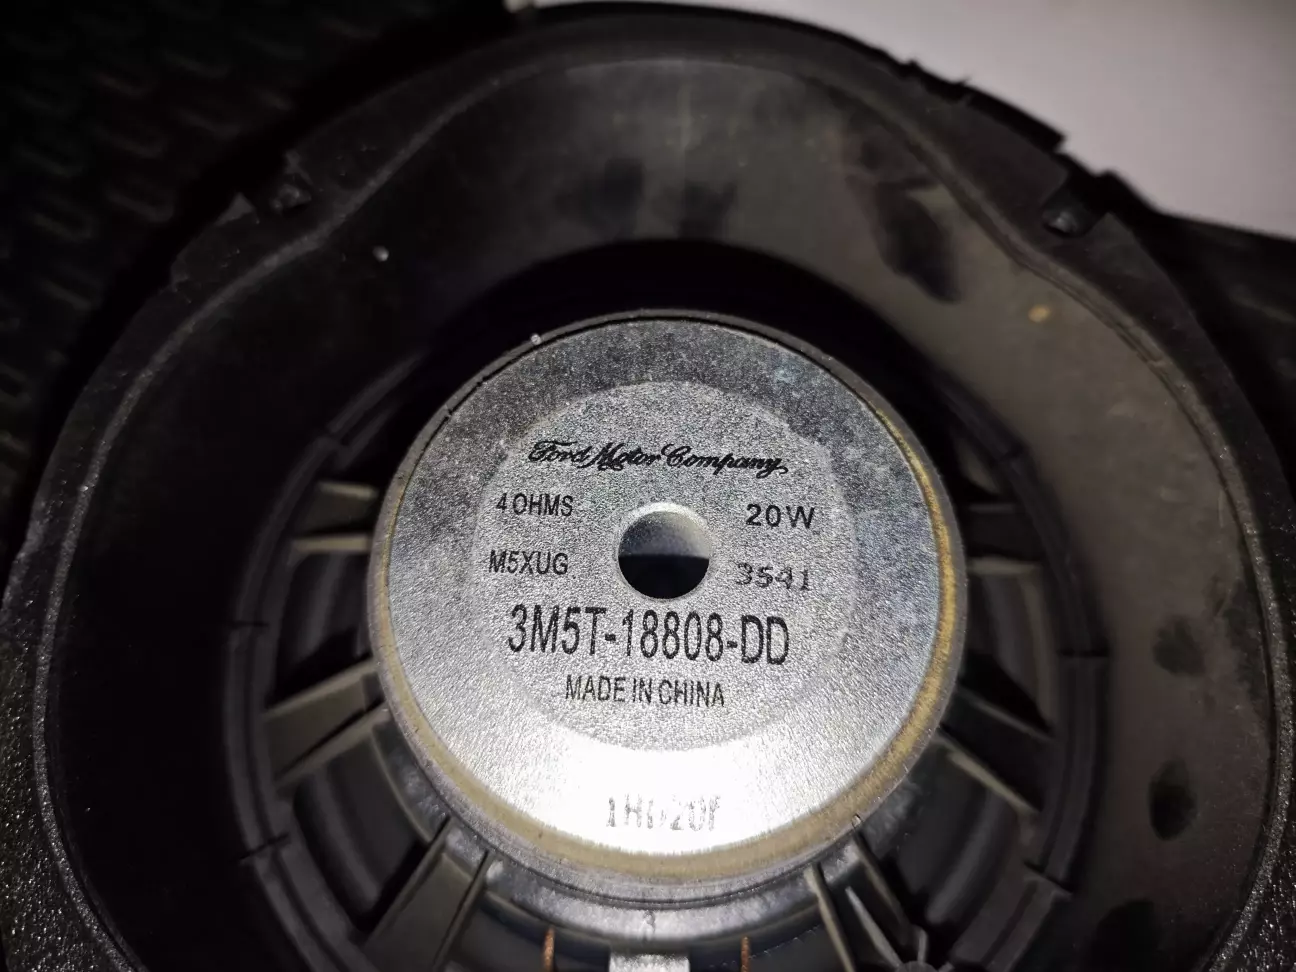 Ford Motor Company
4 OHMS 20W
M5XUG 3541
3M5T-18808-DD
MADE IN CHINA